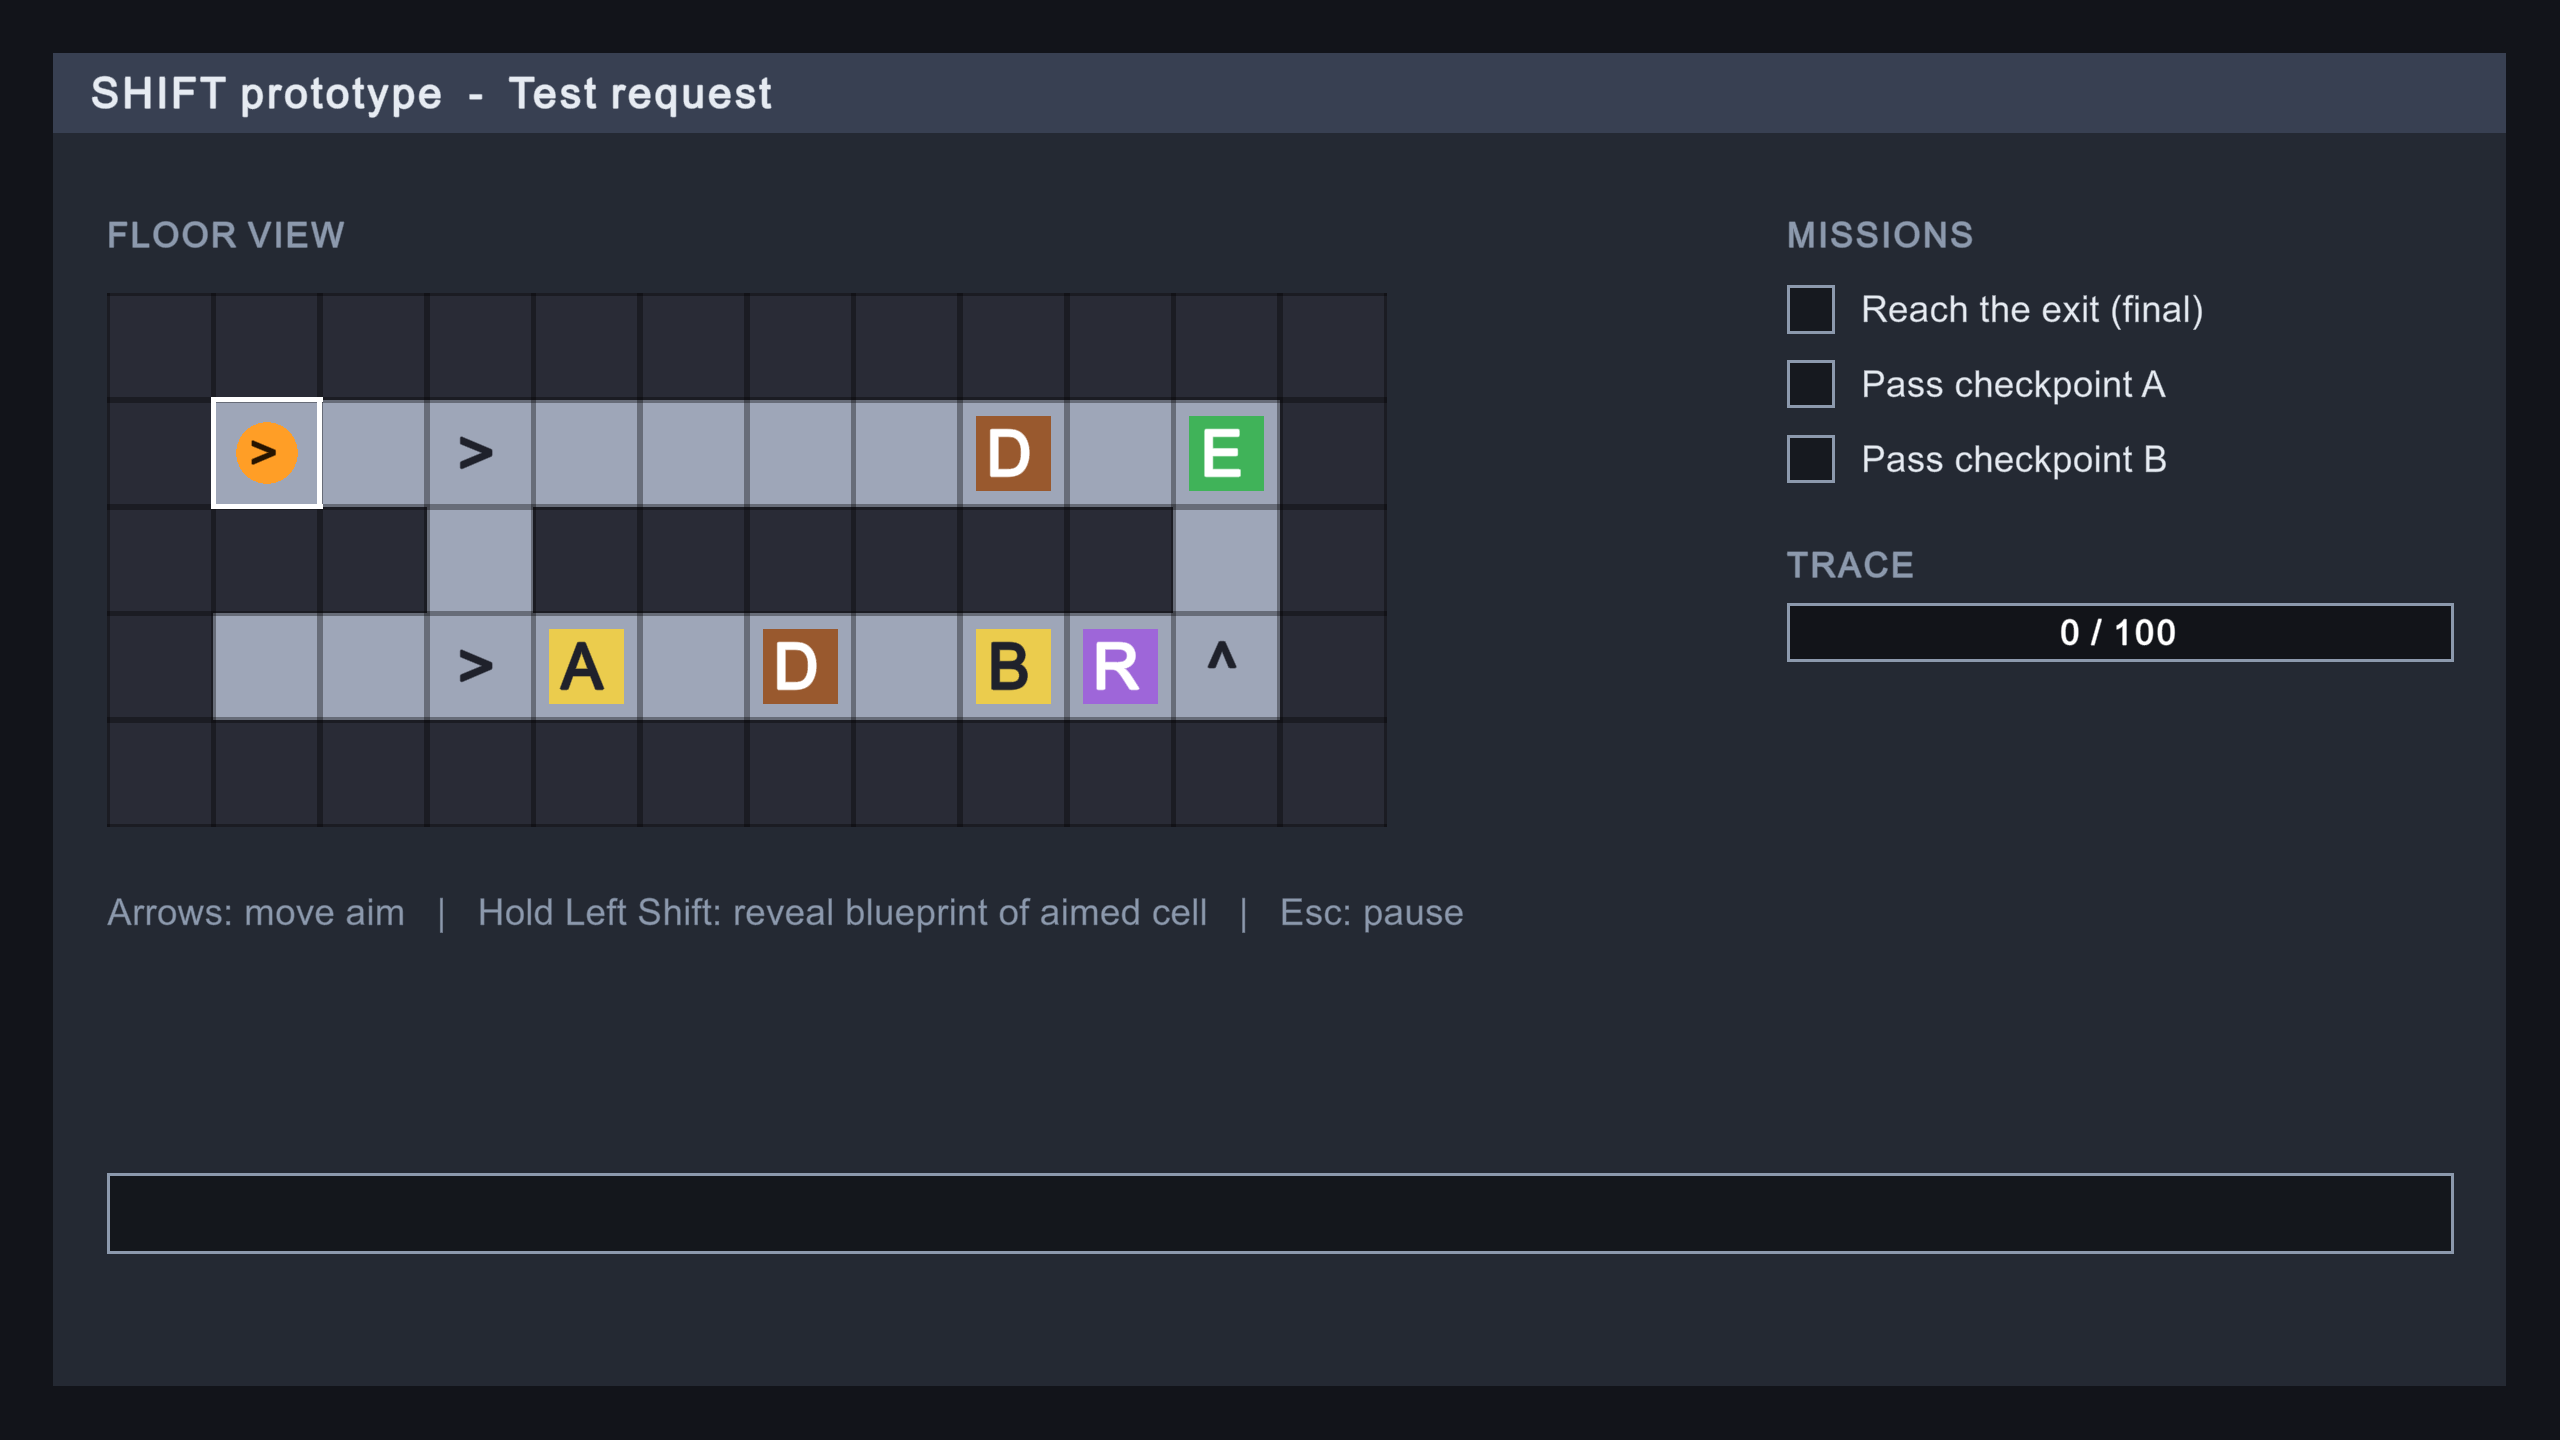 SHIFT prototype - Test request
FLOOR VIEW
> > D E
> A D B R ^
Arrows: move aim | Hold Left Shift: reveal blueprint of aimed cell | Esc: pause
MISSIONS
Reach the exit (final)
Pass checkpoint A
Pass checkpoint B
TRACE
0 / 100